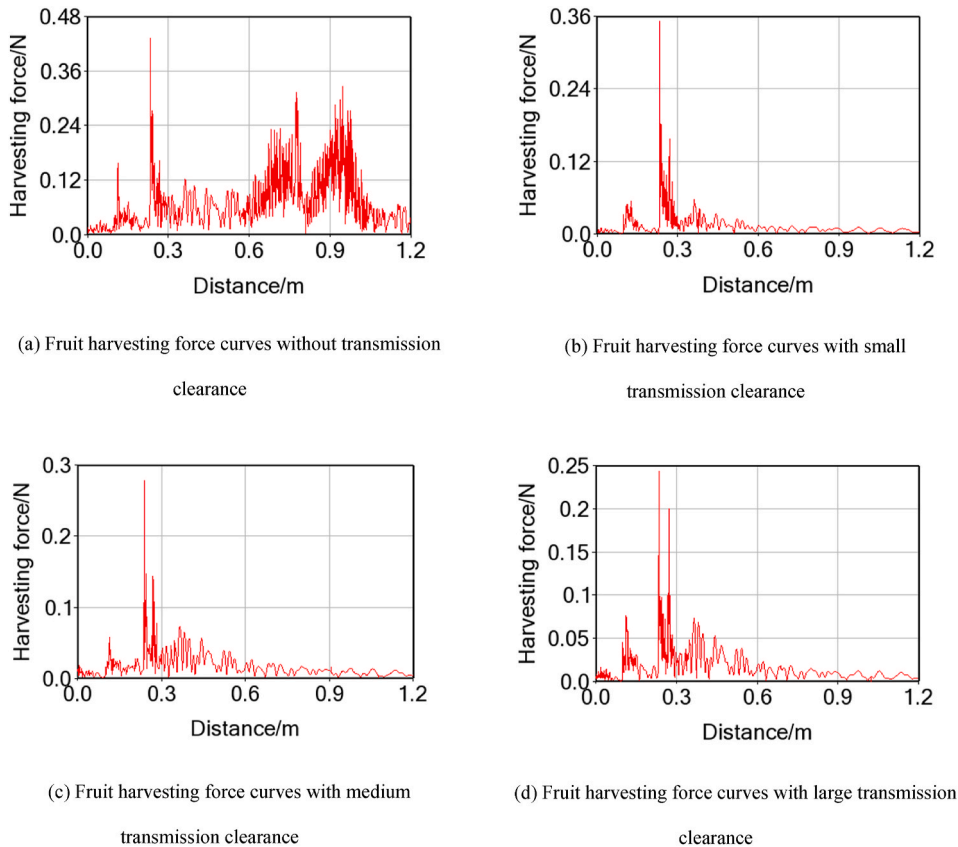 0.48
0.36
0.24
0.12
0.0
Harvesting force/N
0.0 0.3 0.6 0.9 1.2
Distance/m
(a) Fruit harvesting force curves without transmission
clearance
0.36
0.24
0.12
0.0
Harvesting force/N
0.0 0.3 0.6 0.9 1.2
Distance/m
(b) Fruit harvesting force curves with small
transmission clearance
0.3
0.2
0.1
0.0
Harvesting force/N
0.0 0.3 0.6 0.9 1.2
Distance/m
(c) Fruit harvesting force curves with medium
transmission clearance
0.25
0.2
0.15
0.1
0.05
0.0
Harvesting force/N
0.0 0.3 0.6 0.9 1.2
Distance/m
(d) Fruit harvesting force curves with large transmission
clearance